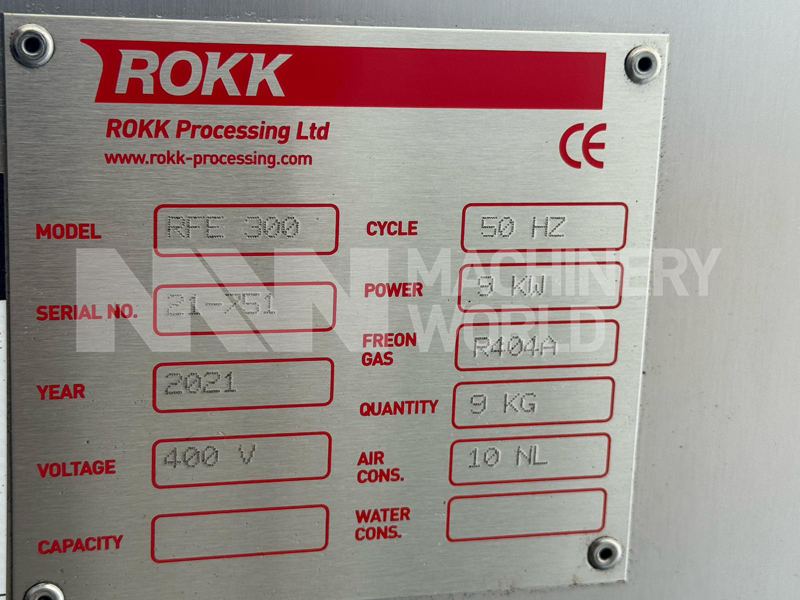 ROKK
ROKK Processing Ltd
www.rokk-processing.com
CE
MODEL RFE 300 CYCLE 50 HZ
SERIAL NO. 21-751 POWER 9 KW
YEAR 2021 FREON GAS R404A
VOLTAGE 400 V QUANTITY 9 KG
CAPACITY AIR CONS. 10 NL
WATER CONS.
MACHINERY
WORLD